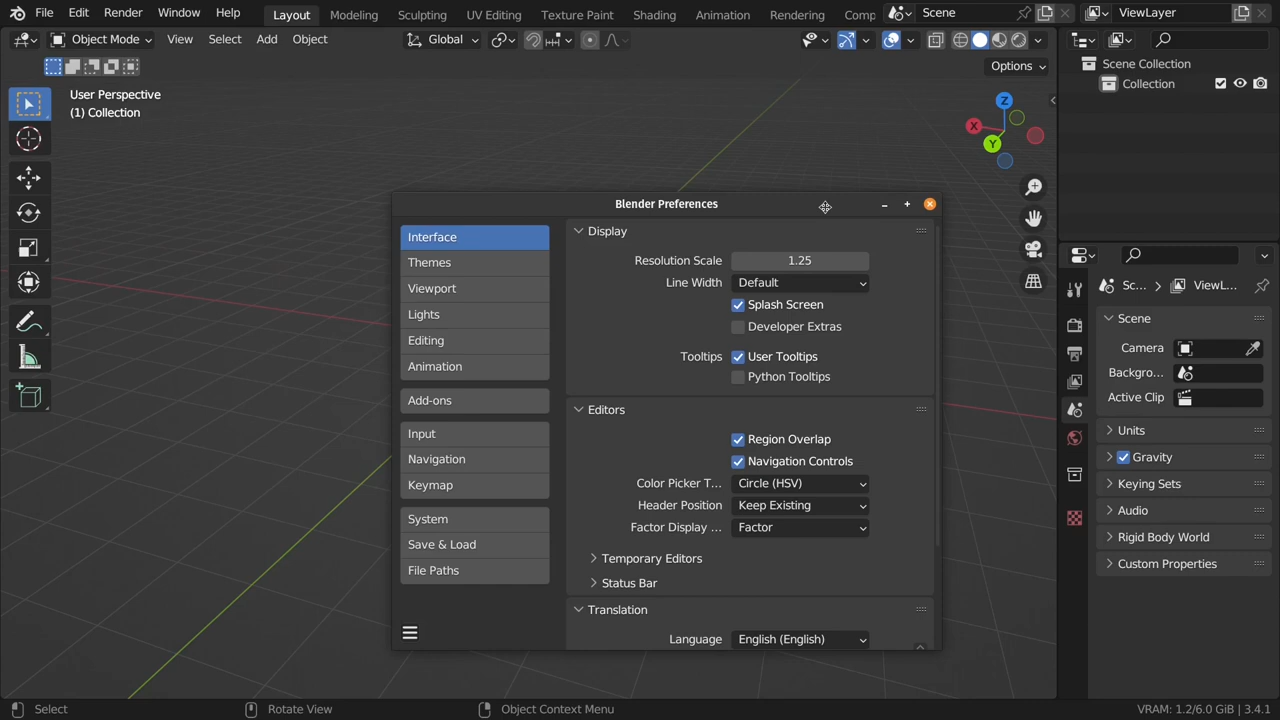 File Edit Render Window Help Layout Modeling Sculpting UV Editing Texture Paint Shading Animation Rendering Comp Scene ViewLayer
Object Mode View Select Add Object Global
Options
User Perspective
(1) Collection
Z
X
Y
Scene Collection
Collection
Blender Preferences
Interface
Themes
Viewport
Lights
Editing
Animation
Add-ons
Input
Navigation
Keymap
System
Save & Load
File Paths
Display
Resolution Scale 1.25
Line Width Default
Splash Screen
Developer Extras
Tooltips User Tooltips
Python Tooltips
Editors
Region Overlap
Navigation Controls
Color Picker T... Circle (HSV)
Header Position Keep Existing
Factor Display ... Factor
Temporary Editors
Status Bar
Translation
Language English (English)
Sc... ViewL...
Scene
Camera
Backgro...
Active Clip
Units
Gravity
Keying Sets
Audio
Rigid Body World
Custom Properties
Select Rotate View Object Context Menu VRAM: 1.2/6.0 GiB | 3.4.1